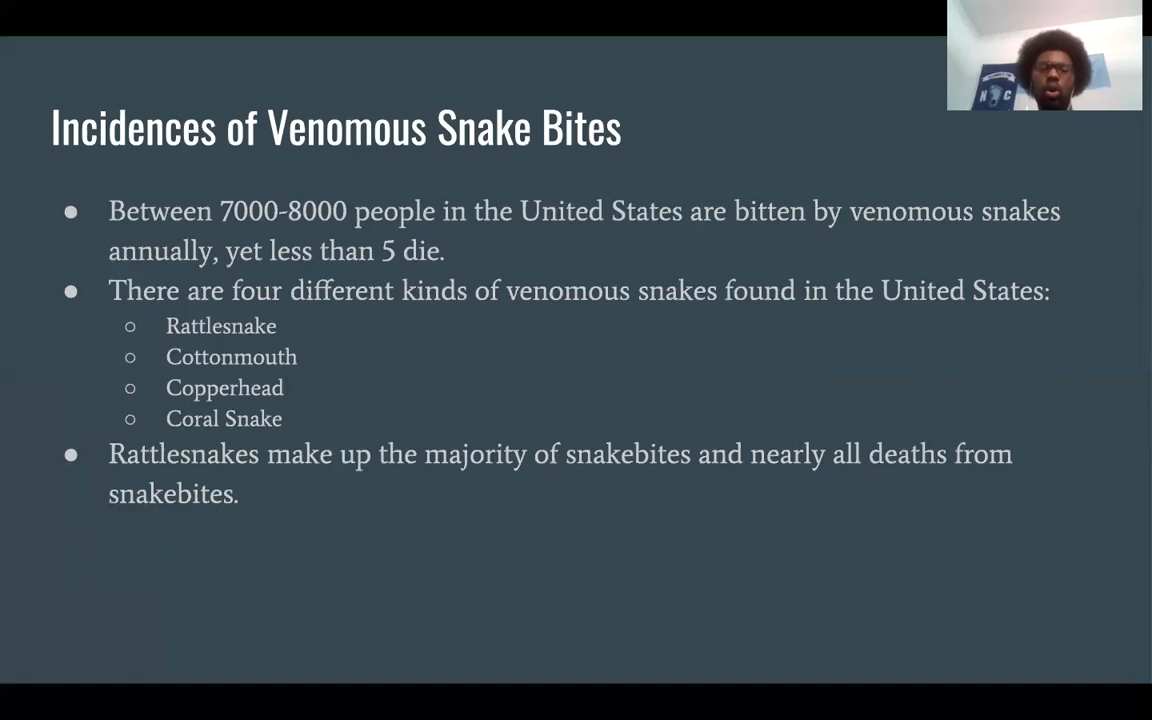 Incidences of Venomous Snake Bites
● Between 7000-8000 people in the United States are bitten by venomous snakes
annually, yet less than 5 die.
● There are four different kinds of venomous snakes found in the United States:
○ Rattlesnake
○ Cottonmouth
○ Copperhead
○ Coral Snake
● Rattlesnakes make up the majority of snakebites and nearly all deaths from
snakebites.
N C